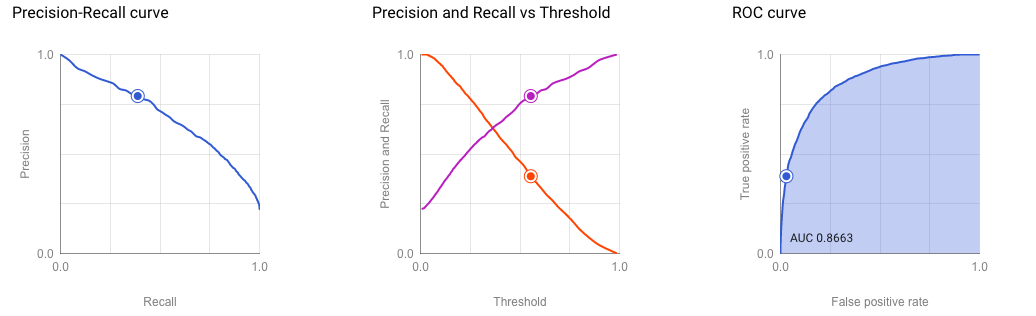 Precision-Recall curve
1.0
Precision
0.0
0.0
1.0
Recall
Precision and Recall vs Threshold
1.0
Precision and Recall
0.0
0.0
1.0
Threshold
ROC curve
1.0
True positive rate
AUC 0.8663
0.0
0.0
1.0
False positive rate